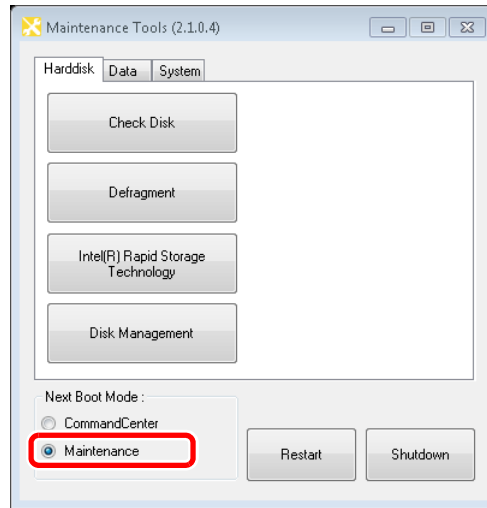 Maintenance Tools (2.1.0.4)
Harddisk Data System
Check Disk
Defragment
Intel(R) Rapid Storage
Technology
Disk Management
Next Boot Mode :
CommandCenter
Maintenance
Restart Shutdown